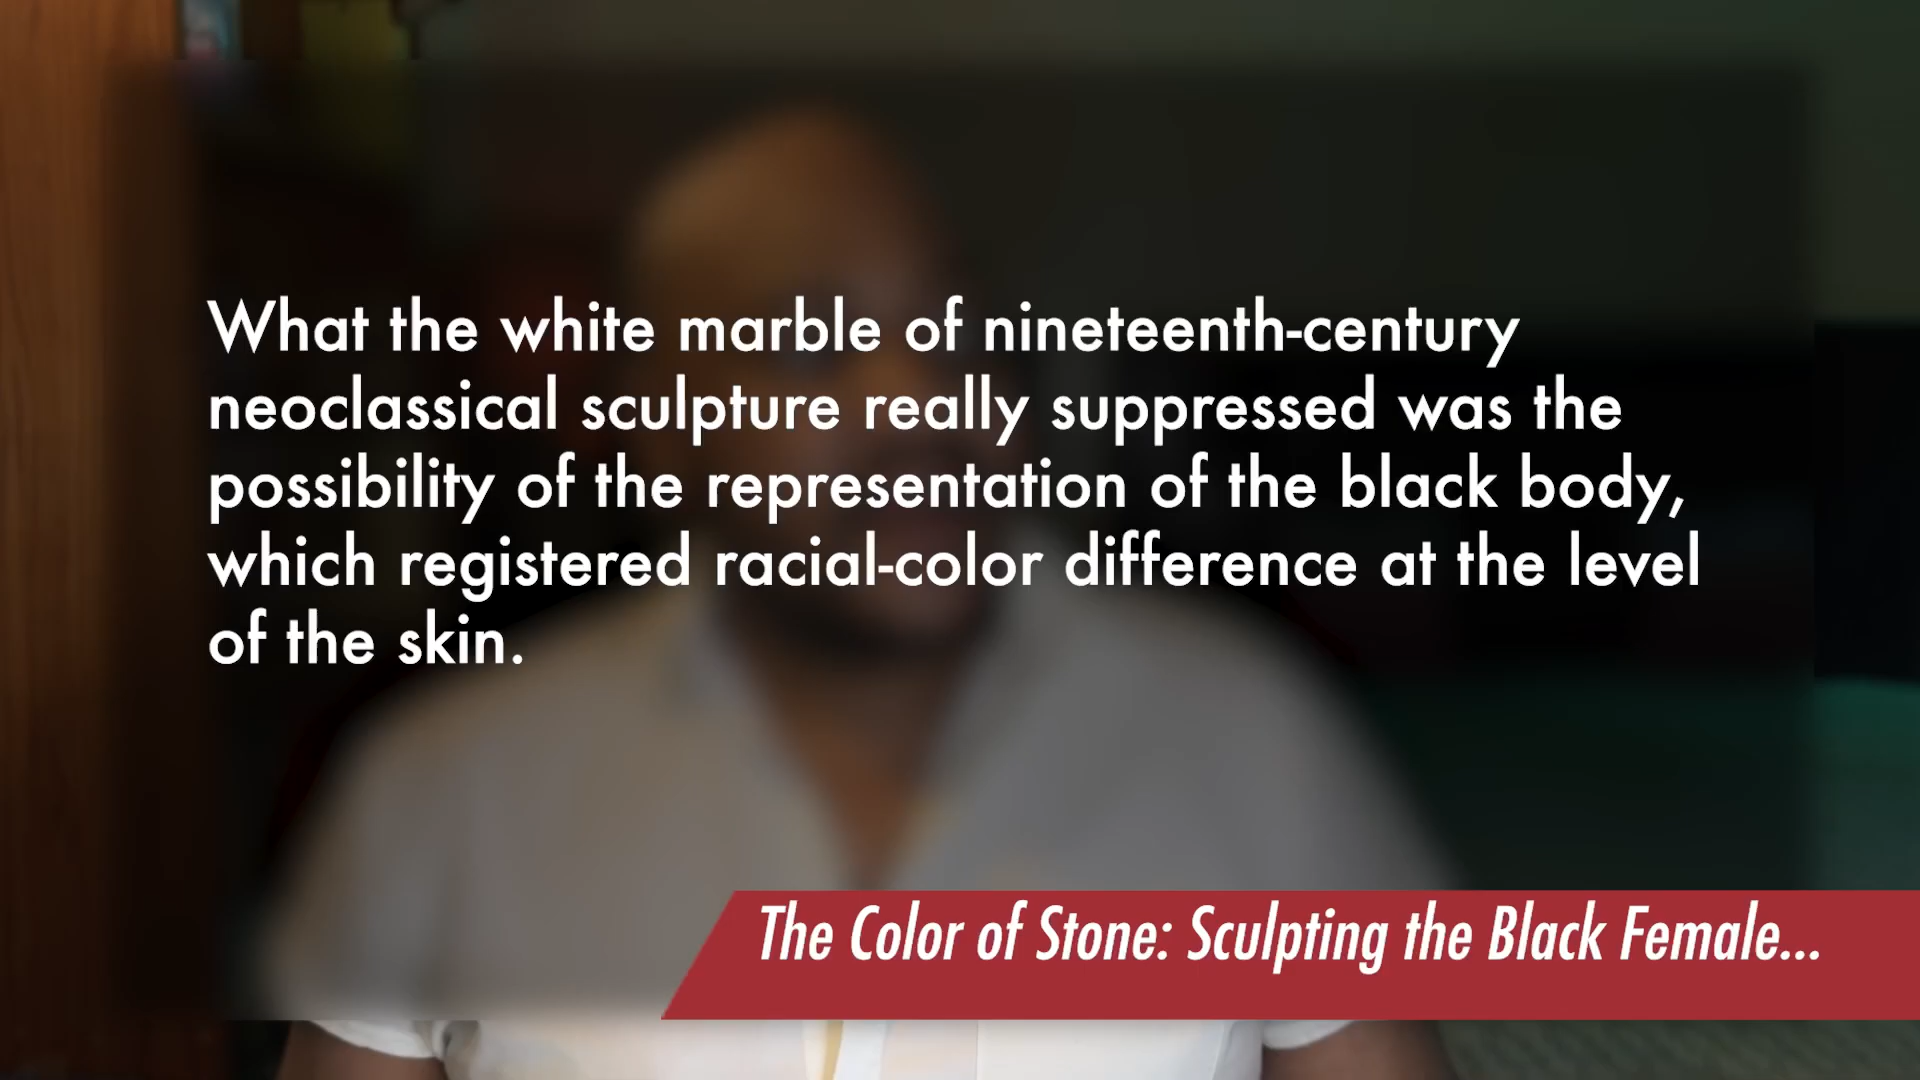 What the white marble of nineteenth-century
neoclassical sculpture really suppressed was the
possibility of the representation of the black body,
which registered racial-color difference at the level
of the skin.
The Color of Stone: Sculpting the Black Female...